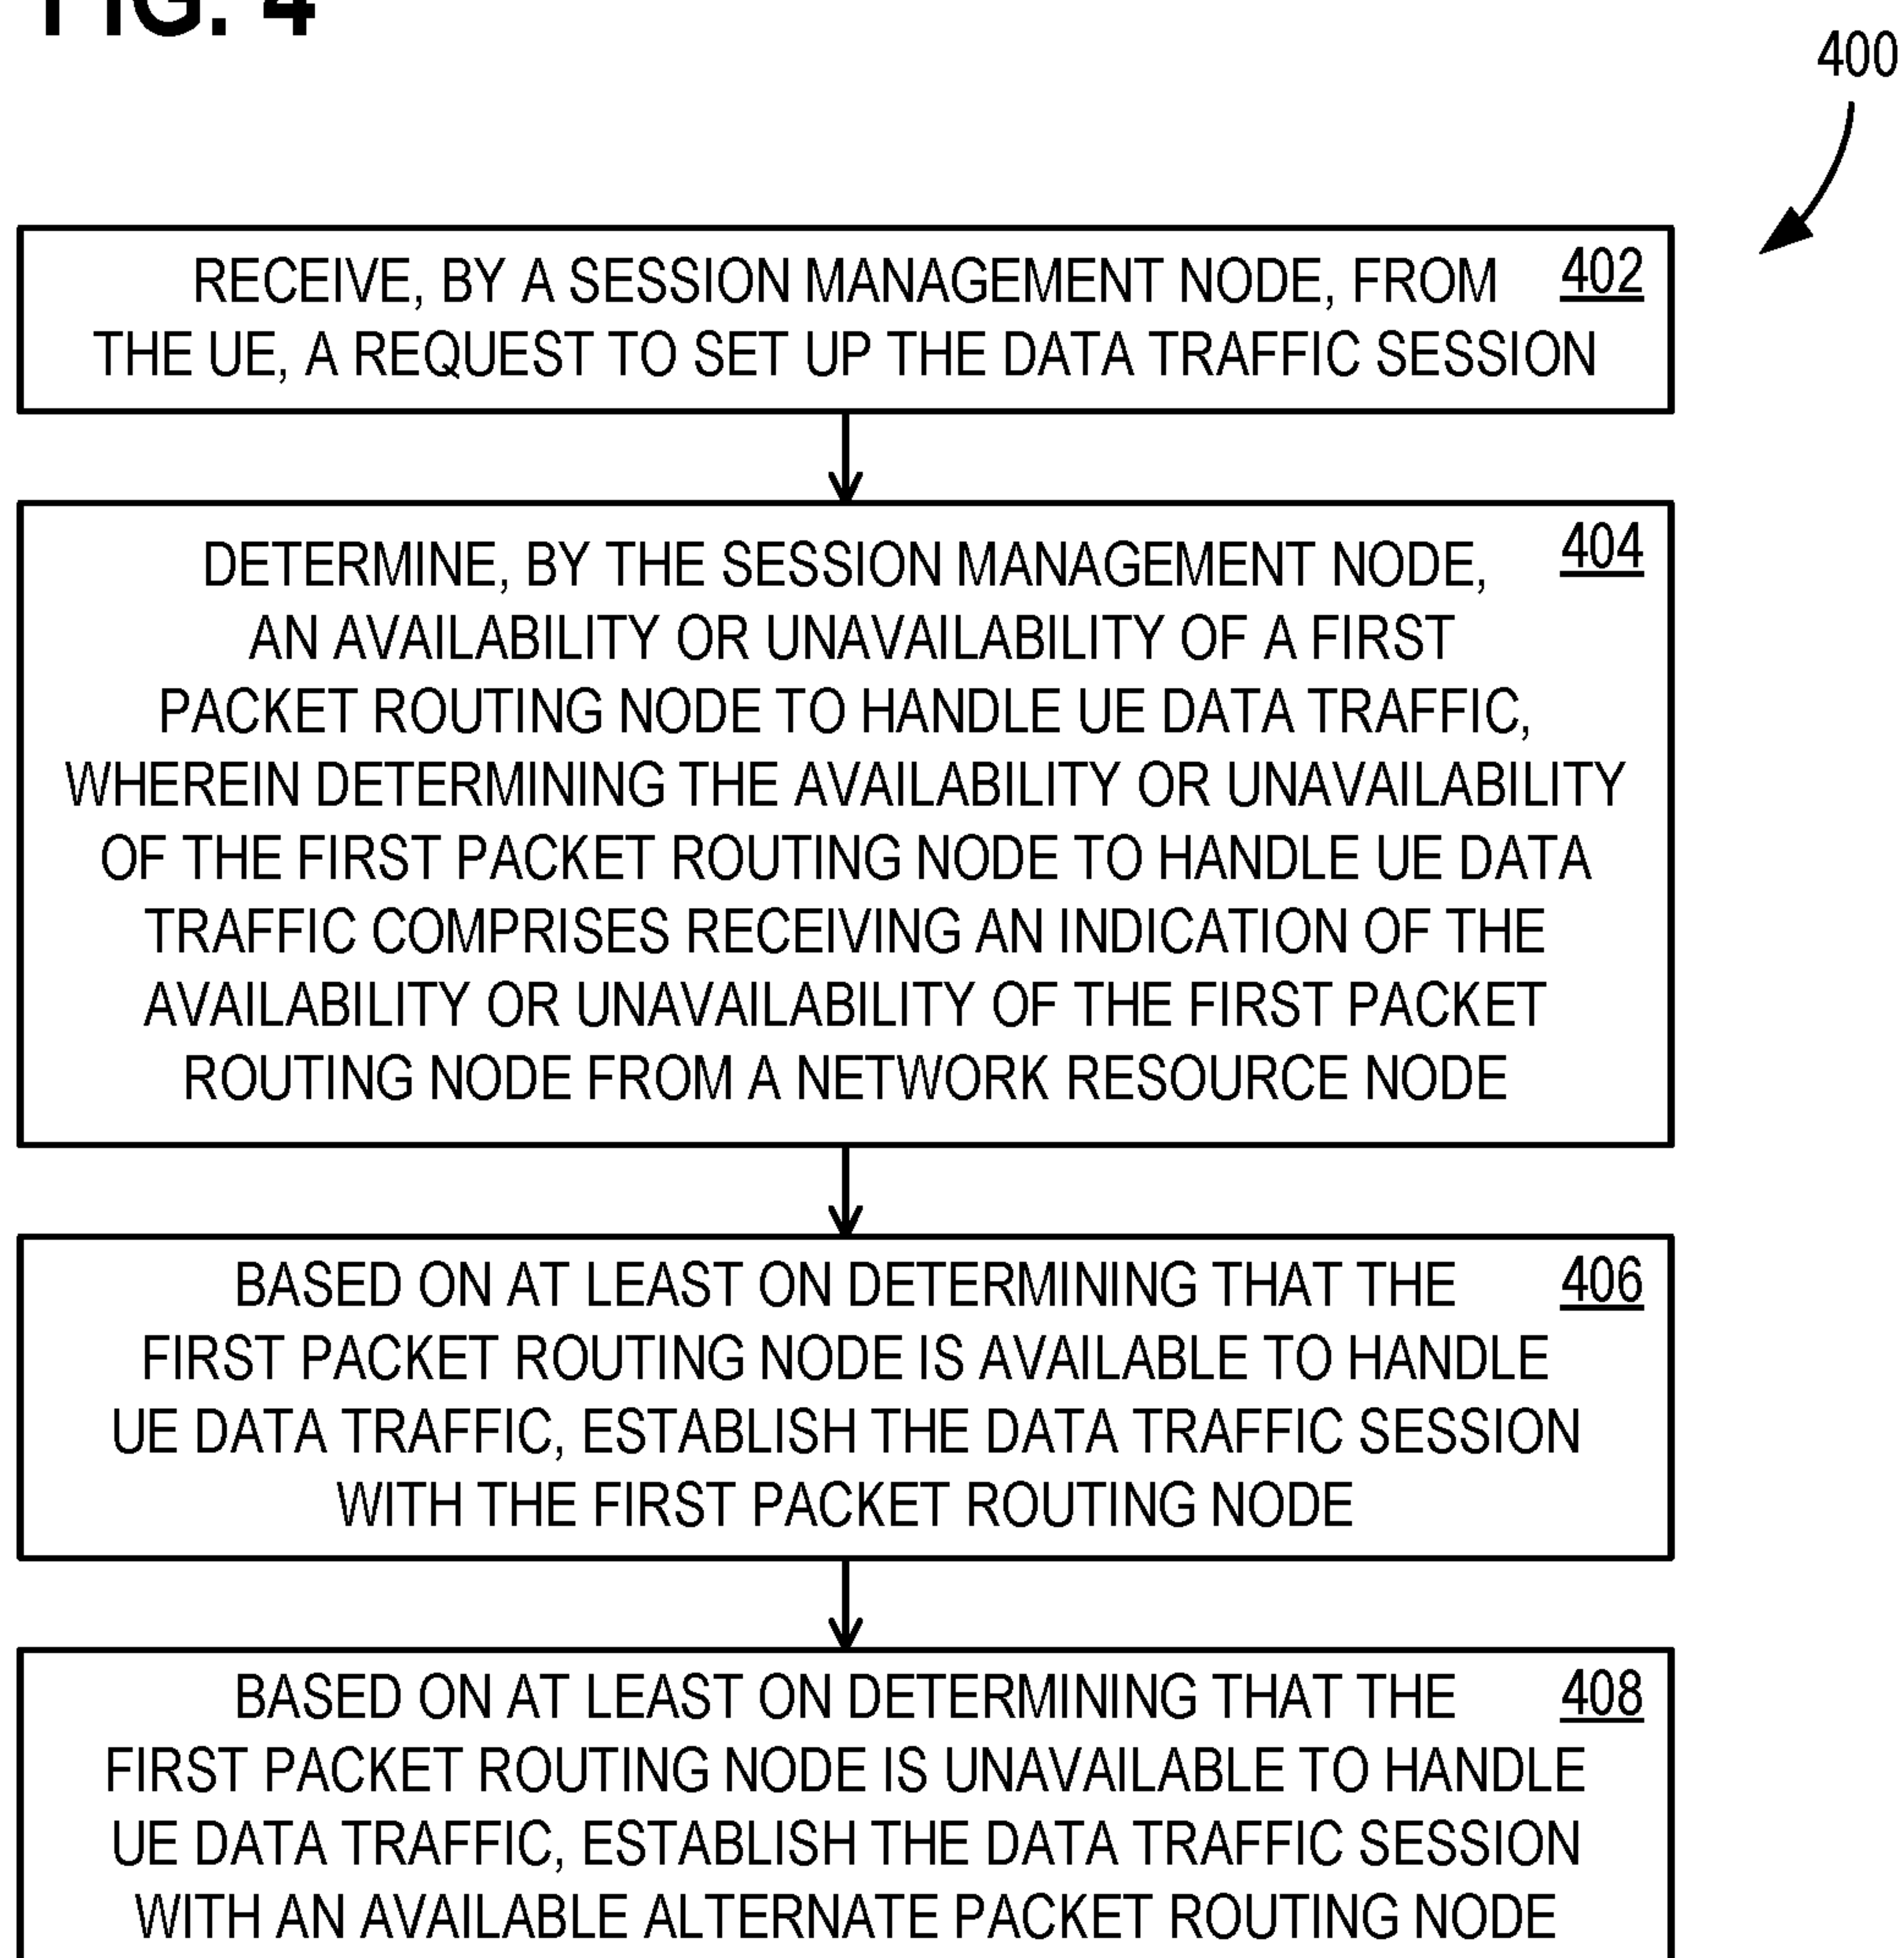 FIG. 4
400
RECEIVE, BY A SESSION MANAGEMENT NODE, FROM 402
THE UE, A REQUEST TO SET UP THE DATA TRAFFIC SESSION
404
DETERMINE, BY THE SESSION MANAGEMENT NODE,
AN AVAILABILITY OR UNAVAILABILITY OF A FIRST
PACKET ROUTING NODE TO HANDLE UE DATA TRAFFIC,
WHEREIN DETERMINING THE AVAILABILITY OR UNAVAILABILITY
OF THE FIRST PACKET ROUTING NODE TO HANDLE UE DATA
TRAFFIC COMPRISES RECEIVING AN INDICATION OF THE
AVAILABILITY OR UNAVAILABILITY OF THE FIRST PACKET
ROUTING NODE FROM A NETWORK RESOURCE NODE
BASED ON AT LEAST ON DETERMINING THAT THE 406
FIRST PACKET ROUTING NODE IS AVAILABLE TO HANDLE
UE DATA TRAFFIC, ESTABLISH THE DATA TRAFFIC SESSION
WITH THE FIRST PACKET ROUTING NODE
BASED ON AT LEAST ON DETERMINING THAT THE 408
FIRST PACKET ROUTING NODE IS UNAVAILABLE TO HANDLE
UE DATA TRAFFIC, ESTABLISH THE DATA TRAFFIC SESSION
WITH AN AVAILABLE ALTERNATE PACKET ROUTING NODE